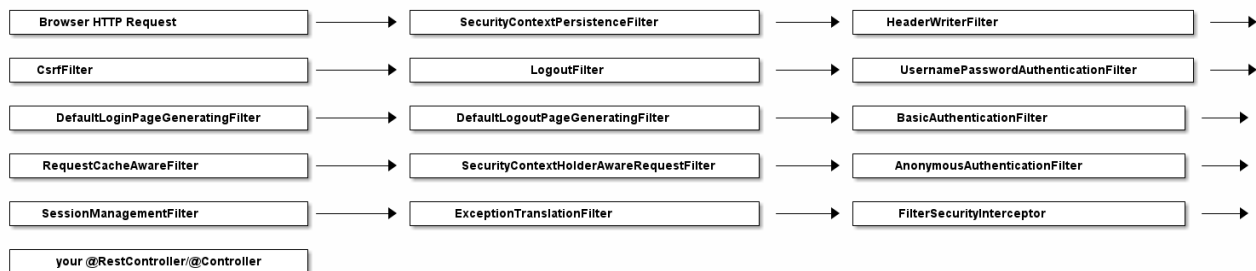 Browser HTTP Request
SecurityContextPersistenceFilter
HeaderWriterFilter
CsrfFilter
LogoutFilter
UsernamePasswordAuthenticationFilter
DefaultLoginPageGeneratingFilter
DefaultLogoutPageGeneratingFilter
BasicAuthenticationFilter
RequestCacheAwareFilter
SecurityContextHolderAwareRequestFilter
AnonymousAuthenticationFilter
SessionManagementFilter
ExceptionTranslationFilter
FilterSecurityInterceptor
your @RestController/@Controller